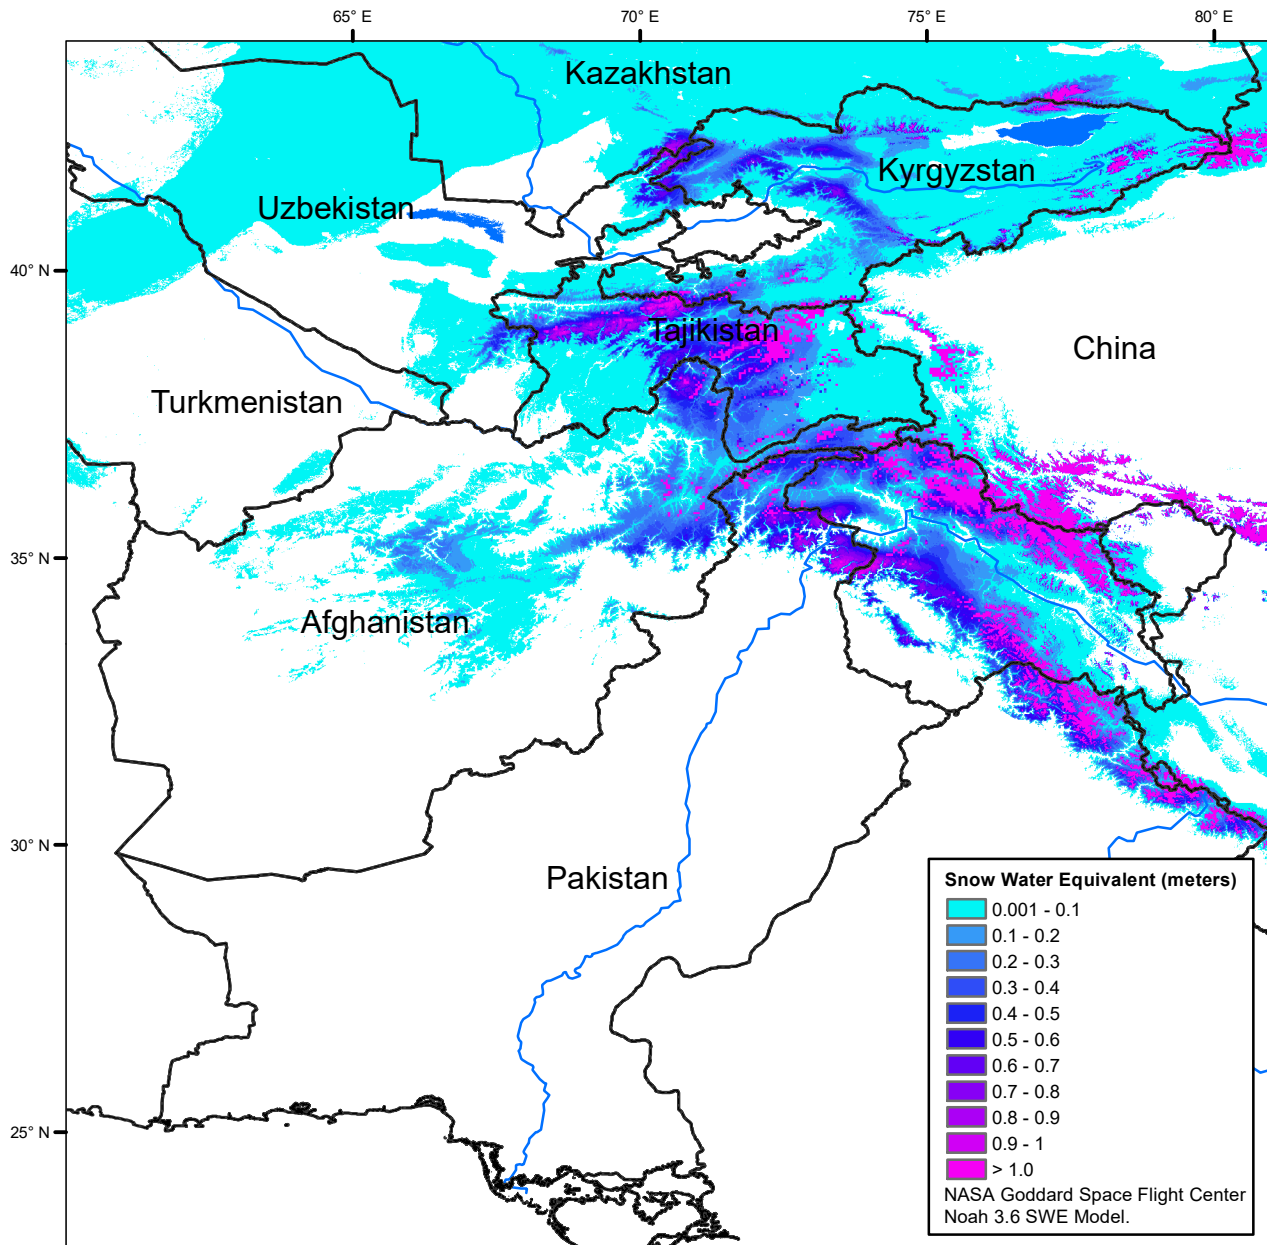 65° E
70° E
75° E
80° E
Kazakhstan
Kyrgyzstan
Uzbekistan
40° N
Tajikistan
China
Turkmenistan
35° N
Afghanistan
30° N
Pakistan
25° N
Snow Water Equivalent (meters)
0.001 - 0.1
0.1 - 0.2
0.2 - 0.3
0.3 - 0.4
0.4 - 0.5
0.5 - 0.6
0.6 - 0.7
0.7 - 0.8
0.8 - 0.9
0.9 - 1
> 1.0
NASA Goddard Space Flight Center
Noah 3.6 SWE Model.